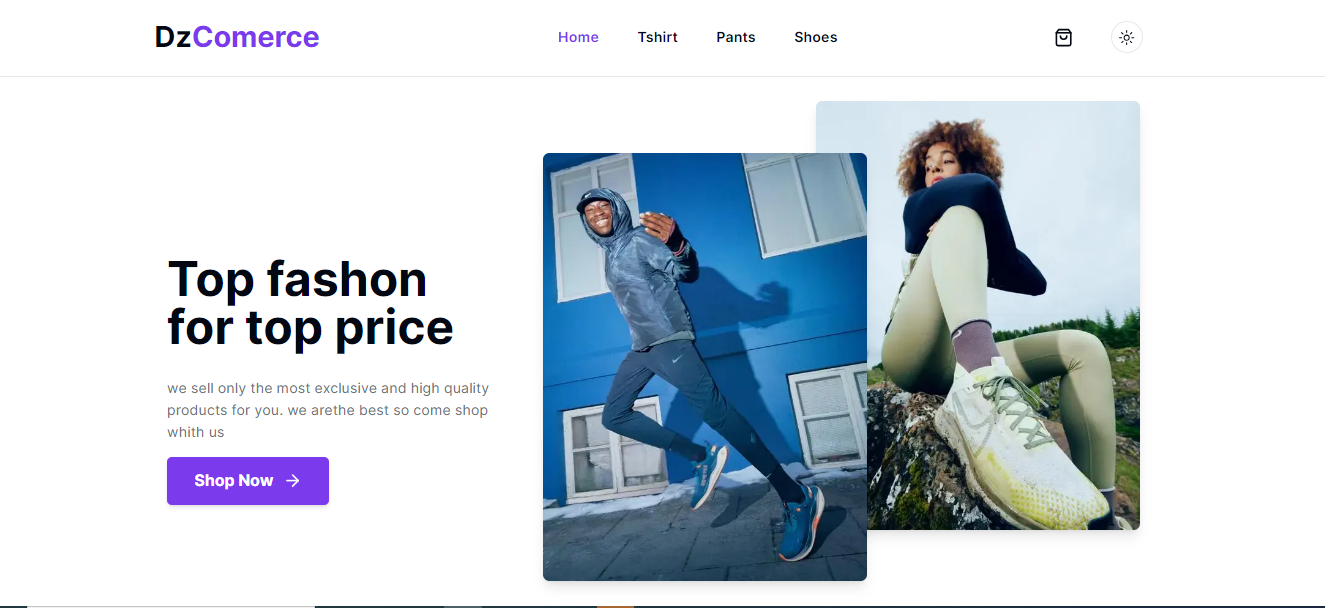 DzComerce
Home Tshirt Pants Shoes
Top fashon
for top price
we sell only the most exclusive and high quality
products for you. we arethe best so come shop
whith us
Shop Now